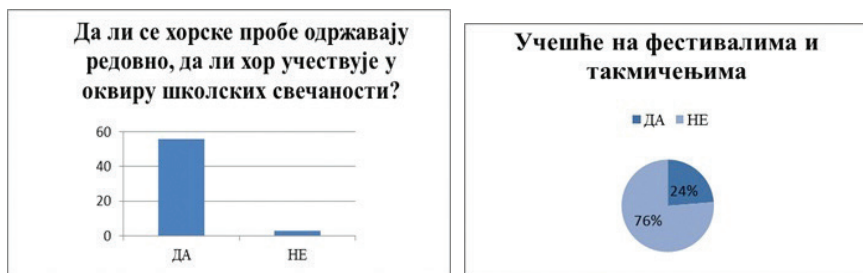 Да ли се хорске пробе одржавају
редовно, да ли хор учествује у
оквиру школских свечаности?
60
40
20
0
ДА НЕ
Учешће на фестивалима и
такмичењима
ДА НЕ
24%
76%